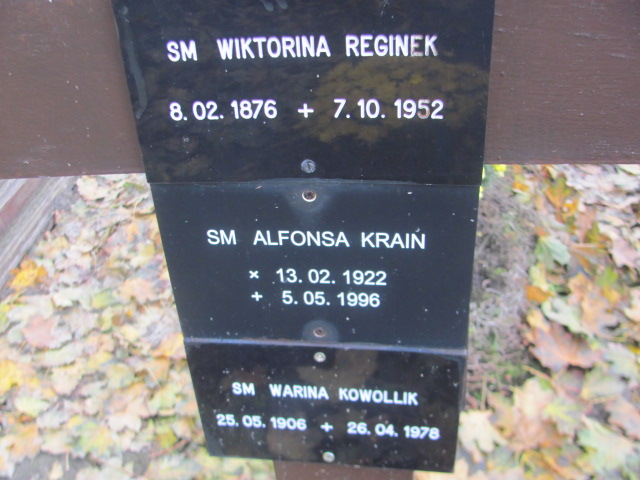 SM WIKTORINA REGINEK
8.02.1876 + 7.10.1952
SM ALFONSA KRAIN
× 13.02.1922
+ 5.05.1996
SM WARINA KOWOLLIK
25.05.1906 + 26.04.1978